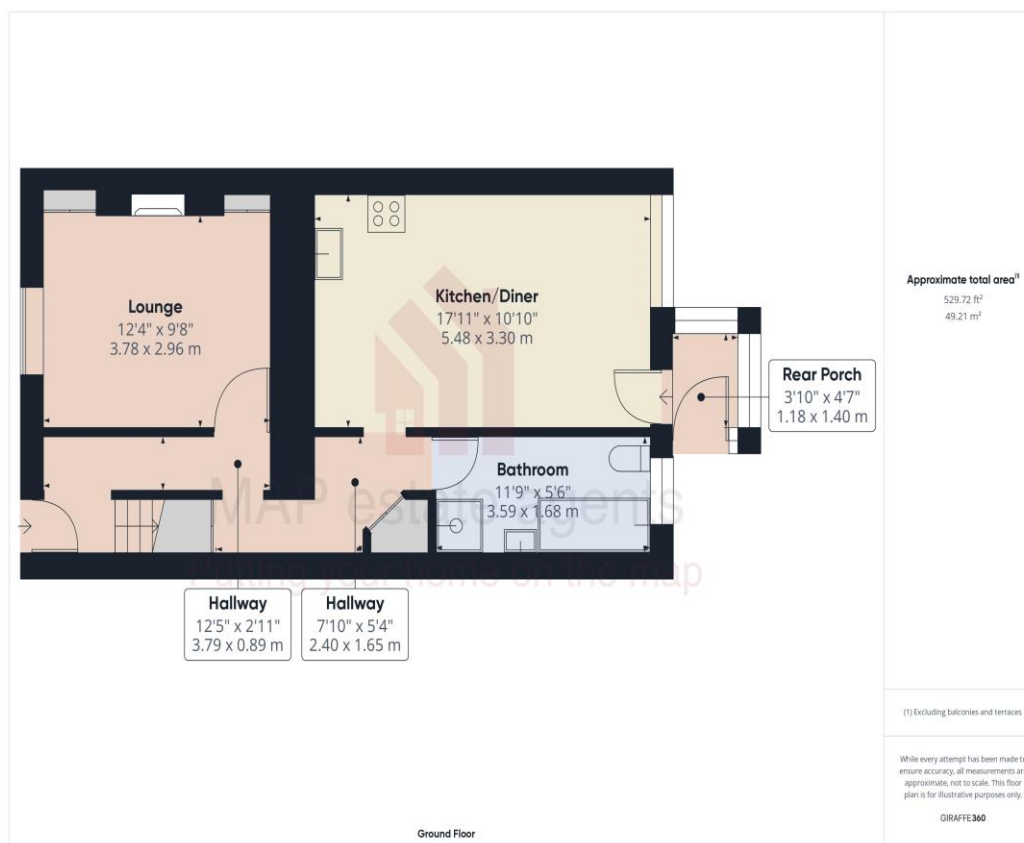 Lounge
12'4" x 9'8"
3.78 x 2.96 m
Kitchen/Diner
17'11" x 10'10"
5.48 x 3.30 m
Rear Porch
3'10" x 4'7"
1.18 x 1.40 m
Bathroom
11'9" x 5'6"
3.59 x 1.68 m
MAP estate agents
Putting your home on the map
Hallway
12'5" x 2'11"
3.79 x 0.89 m
Hallway
7'10" x 5'4"
2.40 x 1.65 m
Ground Floor
Approximate total area(1)
529.72 ft²
49.21 m²
(1) Excluding balconies and terraces
While every attempt has been made to
ensure accuracy, all measurements are
approximate, not to scale. This floor
plan is for illustrative purposes only.
GIRAFFE360